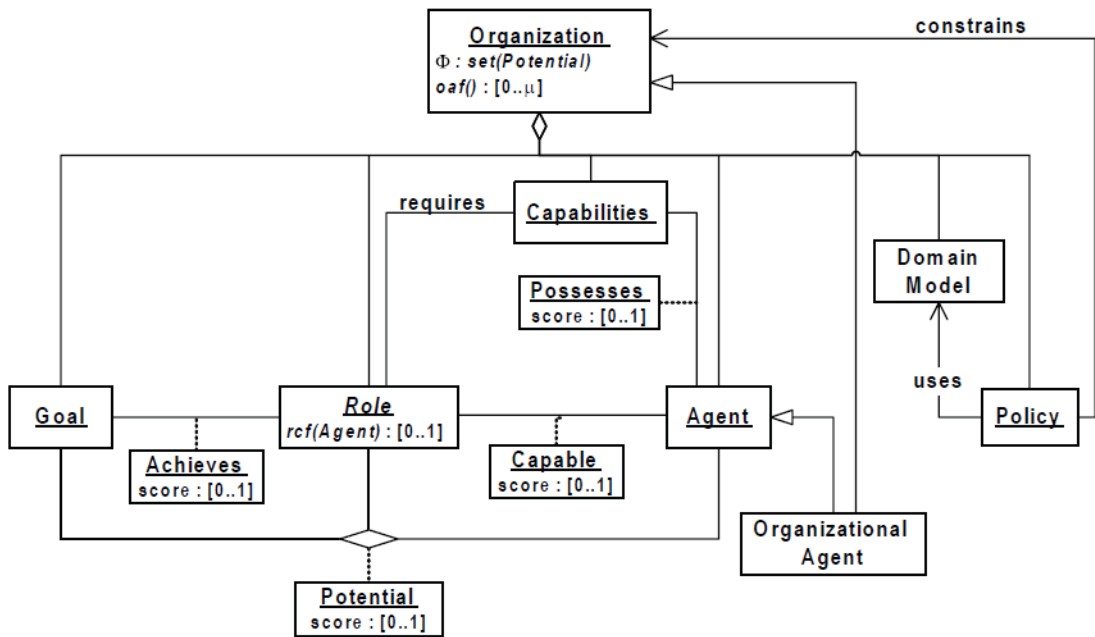 Organization
Φ : set(Potential)
oaf() : [0..μ]
constrains
requires
Capabilities
Domain
Model
Possesses
score : [0..1]
uses
Goal
Role
rcf(Agent) : [0..1]
Agent
Policy
Achieves
score : [0..1]
Capable
score : [0..1]
Organizational
Agent
Potential
score : [0..1]